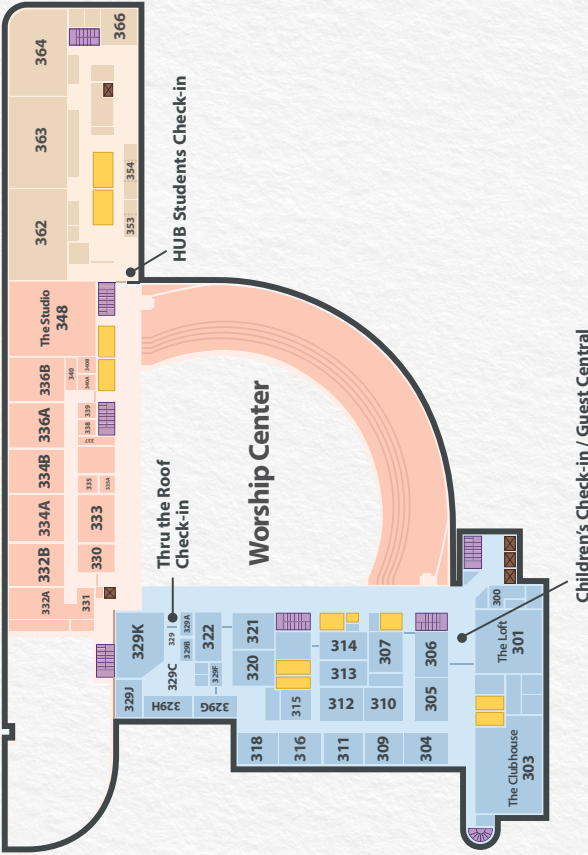 366
364
363
354
362
353
HUB Students Check-in
The Studio
348
336B
340
340B
340A
336A
339
338
337
334B
335
335A
334A
333
332B
330
332A
331
Thru the Roof
Check-in
Worship Center
Children's Check-in / Guest Central
329K
329
329A
329B
322
321
329C
329F
320
329J
329H
329G
315
314
313
312
307
310
306
305
300
The Loft
301
318
316
311
309
304
The Clubhouse
303